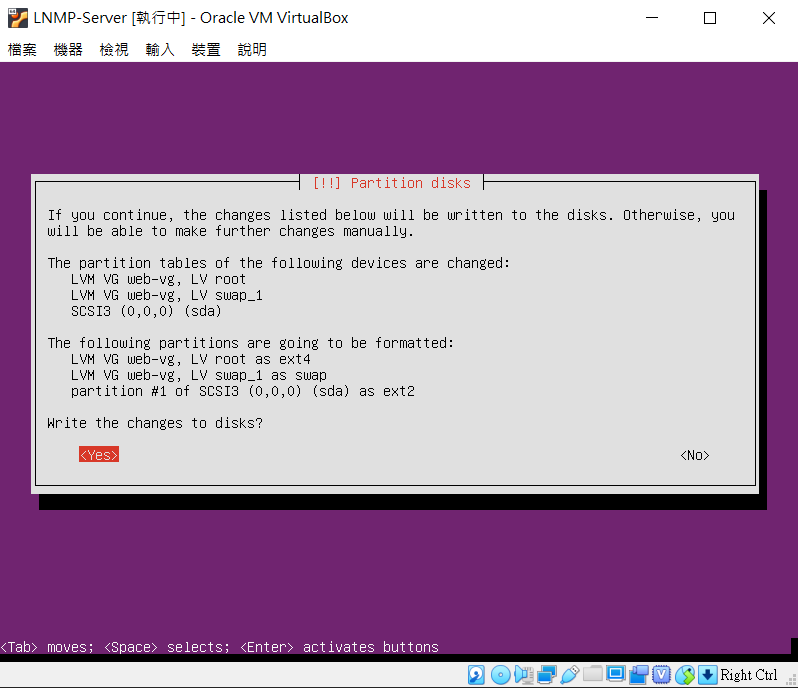 LNMP-Server [執行中] - Oracle VM VirtualBox
檔案 機器 檢視 輸入 裝置 說明
[!!] Partition disks
If you continue, the changes listed below will be written to the disks. Otherwise, you
will be able to make further changes manually.
The partition tables of the following devices are changed:
LVM VG web-vg, LV root
LVM VG web-vg, LV swap_1
SCSI3 (0,0,0) (sda)
The following partitions are going to be formatted:
LVM VG web-vg, LV root as ext4
LVM VG web-vg, LV swap_1 as swap
partition #1 of SCSI3 (0,0,0) (sda) as ext2
Write the changes to disks?
<Yes> <No>
<Tab> moves; <Space> selects; <Enter> activates buttons
Right Ctrl